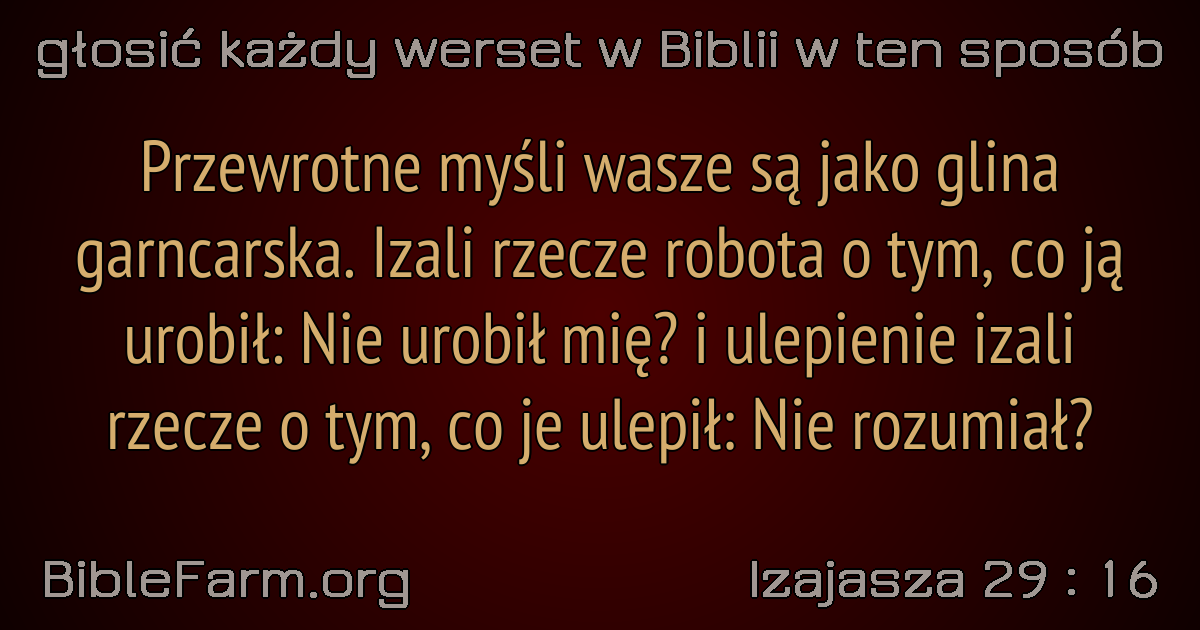 głosić każdy werset w Biblii w ten sposób
Przewrotne myśli wasze są jako glina
garncarska. Izali rzecze robota o tym, co ją
urobił: Nie urobił mię? i ulepienie izali
rzecze o tym, co je ulepił: Nie rozumiał?
BibleFarm.org
Izajasza 29 : 16